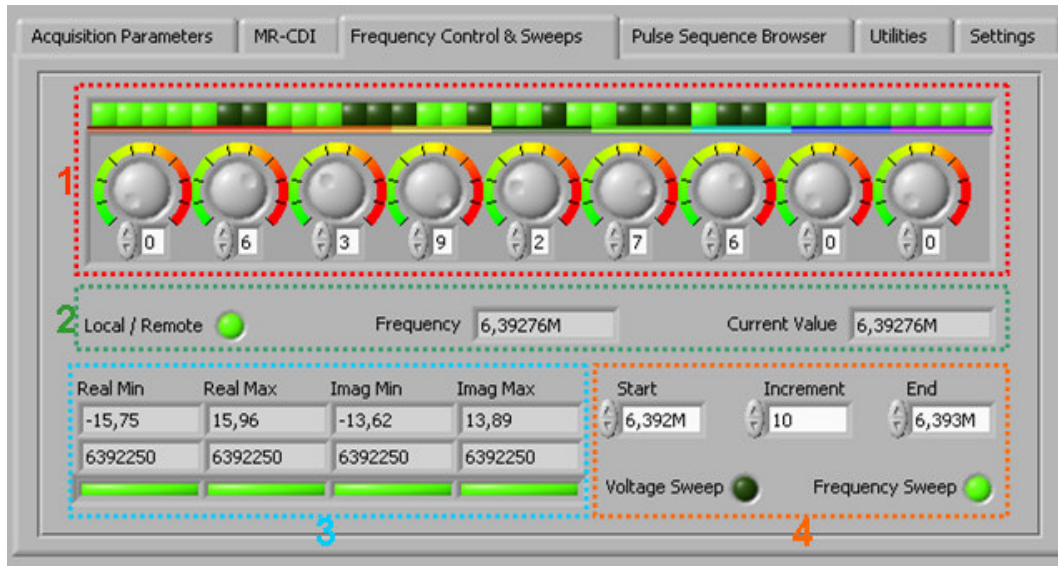 Acquisition Parameters MR-CDI Frequency Control & Sweeps Pulse Sequence Browser Utilities Settings
1
0 6 3 9 2 7 6 0 0
2 Local / Remote Frequency 6,39276M Current Value 6,39276M
Real Min Real Max Imag Min Imag Max
-15,75 15,96 -13,62 13,89
6392250 6392250 6392250 6392250
3
Start Increment End
6,392M 10 6,393M
Voltage Sweep Frequency Sweep
4